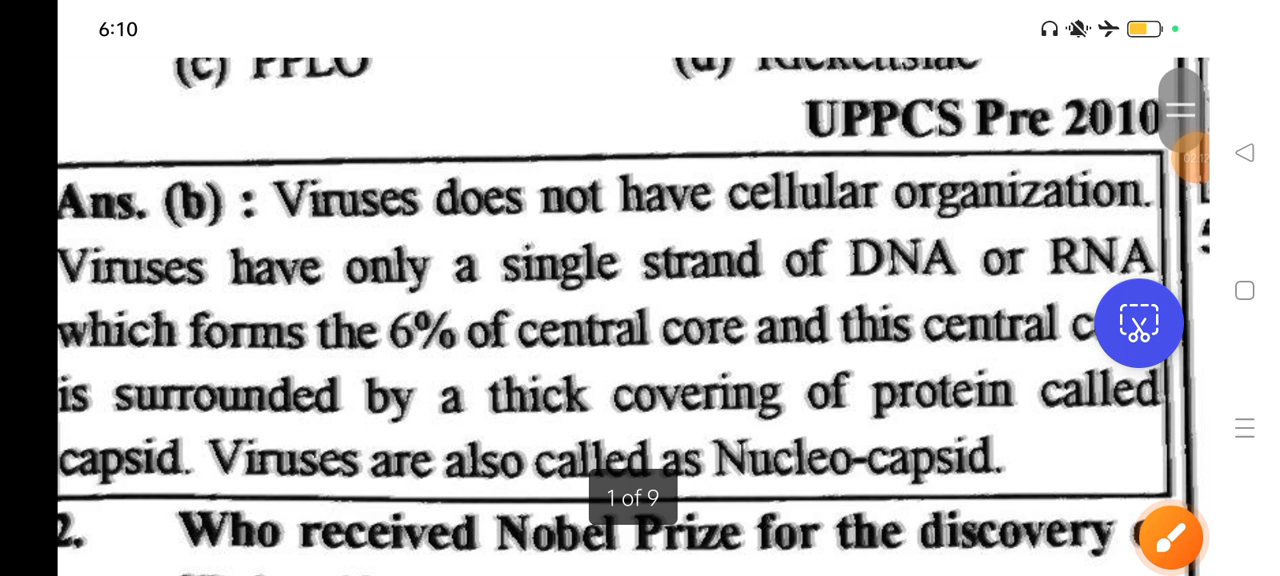 6:10
(c) PPLO (d) Rickettsiae
UPPCS Pre 2010
02:12
Ans. (b) : Viruses does not have cellular organization.
Viruses have only a single strand of DNA or RNA
which forms the 6% of central core and this central
is surrounded by a thick covering of protein called
capsid. Viruses are also called as Nucleo-capsid.
1 of 9
2. Who received Nobel Prize for the discovery